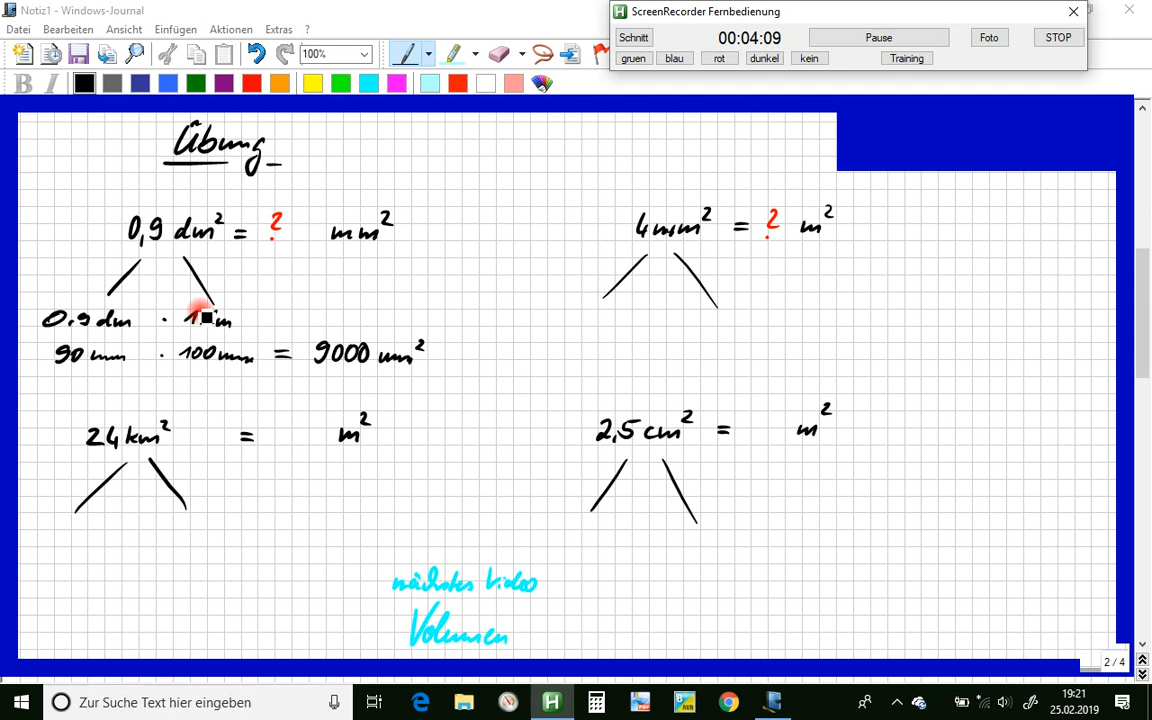 Notiz1 - Windows-Journal
Datei Bearbeiten Ansicht Einfügen Aktionen Extras ?
100%
B I
ScreenRecorder Fernbedienung
Schnitt 00:04:09 Pause Foto STOP
gruen blau rot dunkel kein Training
Übung
0,9 dm² = ? mm²
0,9 dm ·
90 mm · 100 mm = 9000 mm²
4 mm² = ? m²
24 km² = m²
2,5 cm² = m²
nächstes Video
Volumen
2 / 4
Zur Suche Text hier eingeben
19:21
25.02.2019